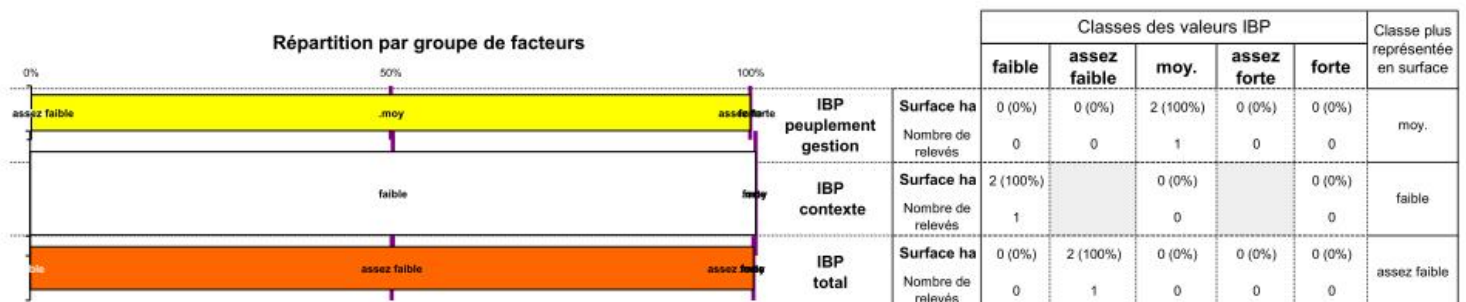 Répartition par groupe de facteurs
0% 50% 100%
Classes des valeurs IBP
Classe plus représentée en surface
faible assez faible moy. assez forte forte
assez faible .moy
IBP peuplement gestion
Surface ha 0 (0%) 0 (0%) 2 (100%) 0 (0%) 0 (0%)
Nombre de relevés 0 0 1 0 0
moy.
faible
IBP contexte
Surface ha 2 (100%) 0 (0%) 0 (0%)
Nombre de relevés 1 0 0
faible
assez faible
IBP total
Surface ha 0 (0%) 2 (100%) 0 (0%) 0 (0%) 0 (0%)
Nombre de relevés 0 1 0 0 0
assez faible